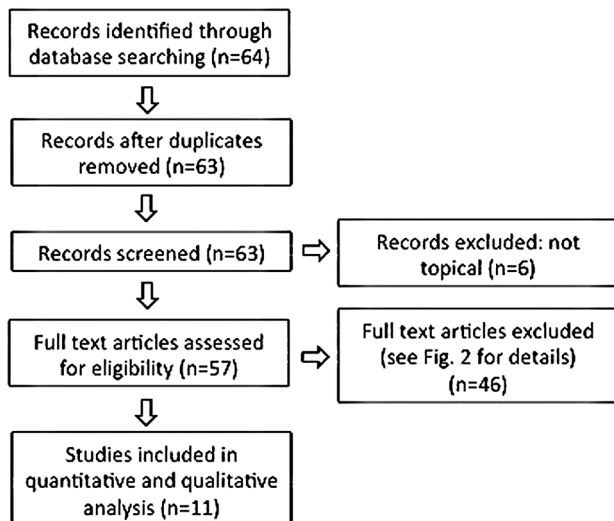 Records identified through
database searching (n=64)
Records after duplicates
removed (n=63)
Records screened (n=63)
Records excluded: not
topical (n=6)
Full text articles assessed
for eligibility (n=57)
Full text articles excluded
(see Fig. 2 for details)
(n=46)
Studies included in
quantitative and qualitative
analysis (n=11)